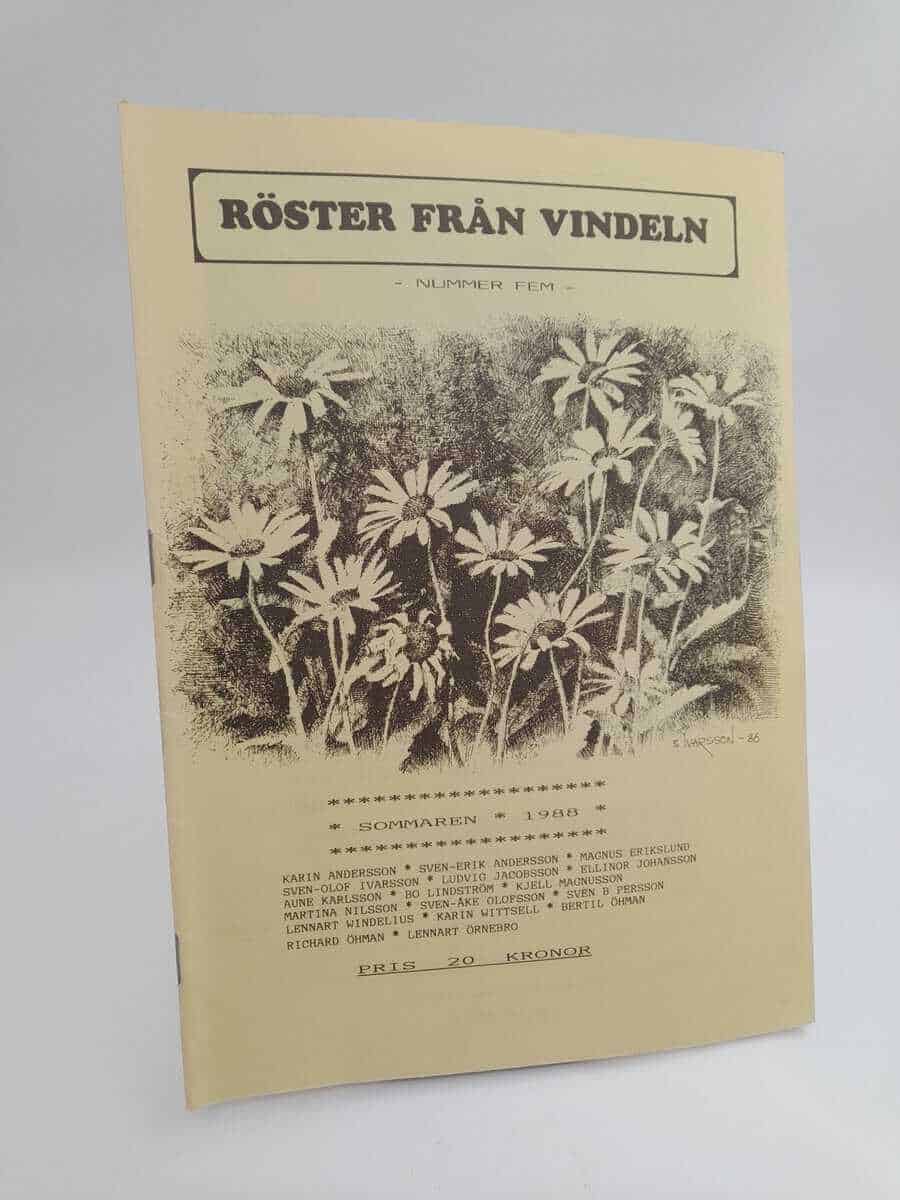 RÖSTER FRÅN VINDELN
- NUMMER FEM -
S IVARSSON -86
*******************
* SOMMAREN * 1988 *
*******************
KARIN ANDERSSON * SVEN-ERIK ANDERSSON * MAGNUS ERIKSLUND
SVEN-OLOF IVARSSON * LUDVIG JACOBSSON * ELLINOR JOHANSSON
AUNE KARLSSON * BO LINDSTRÖM * KJELL MAGNUSSON
MARTINA NILSSON * SVEN-ÅKE OLOFSSON * SVEN B PERSSON
LENNART WINDELIUS * KARIN WITTSELL * BERTIL ÖHMAN
RICHARD ÖHMAN * LENNART ÖRNEBRO
PRIS 20 KRONOR